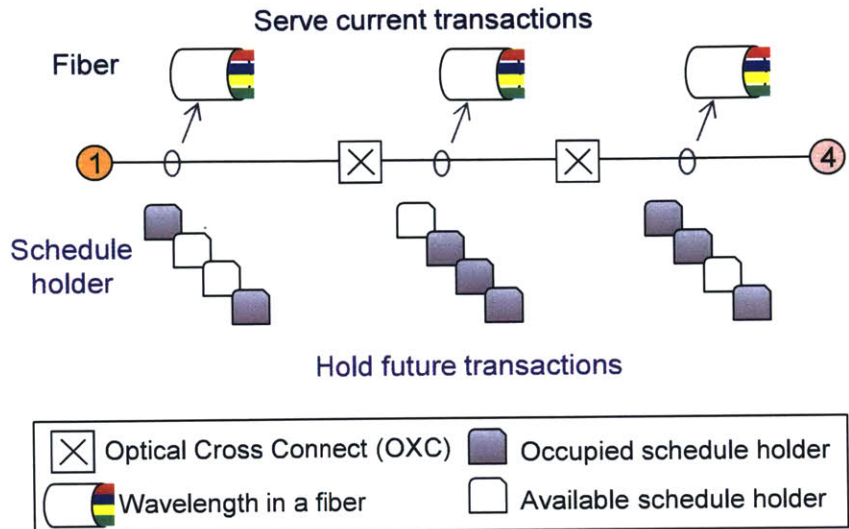 Serve current transactions
Fiber
1
4
Schedule
holder
Hold future transactions
Optical Cross Connect (OXC)
Occupied schedule holder
Wavelength in a fiber
Available schedule holder